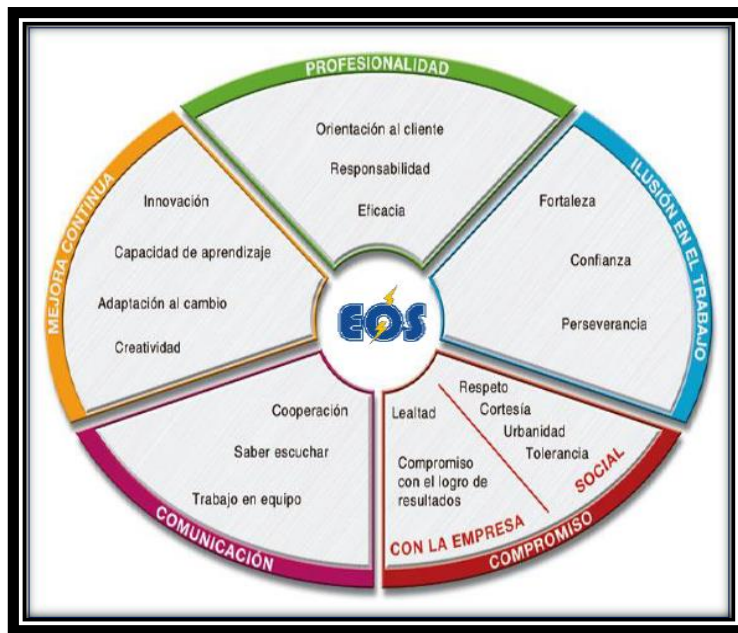 PROFESIONALIDAD
Orientación al cliente
Responsabilidad
Eficacia
ILUSIÓN EN EL TRABAJO
Fortaleza
Confianza
Perseverancia
MEJORA CONTINUA
Innovación
Capacidad de aprendizaje
Adaptación al cambio
Creatividad
EOS
COMUNICACIÓN
Cooperación
Saber escuchar
Trabajo en equipo
COMPROMISO
CON LA EMPRESA
Lealtad
Compromiso
con el logro de
resultados
SOCIAL
Respeto
Cortesía
Urbanidad
Tolerancia